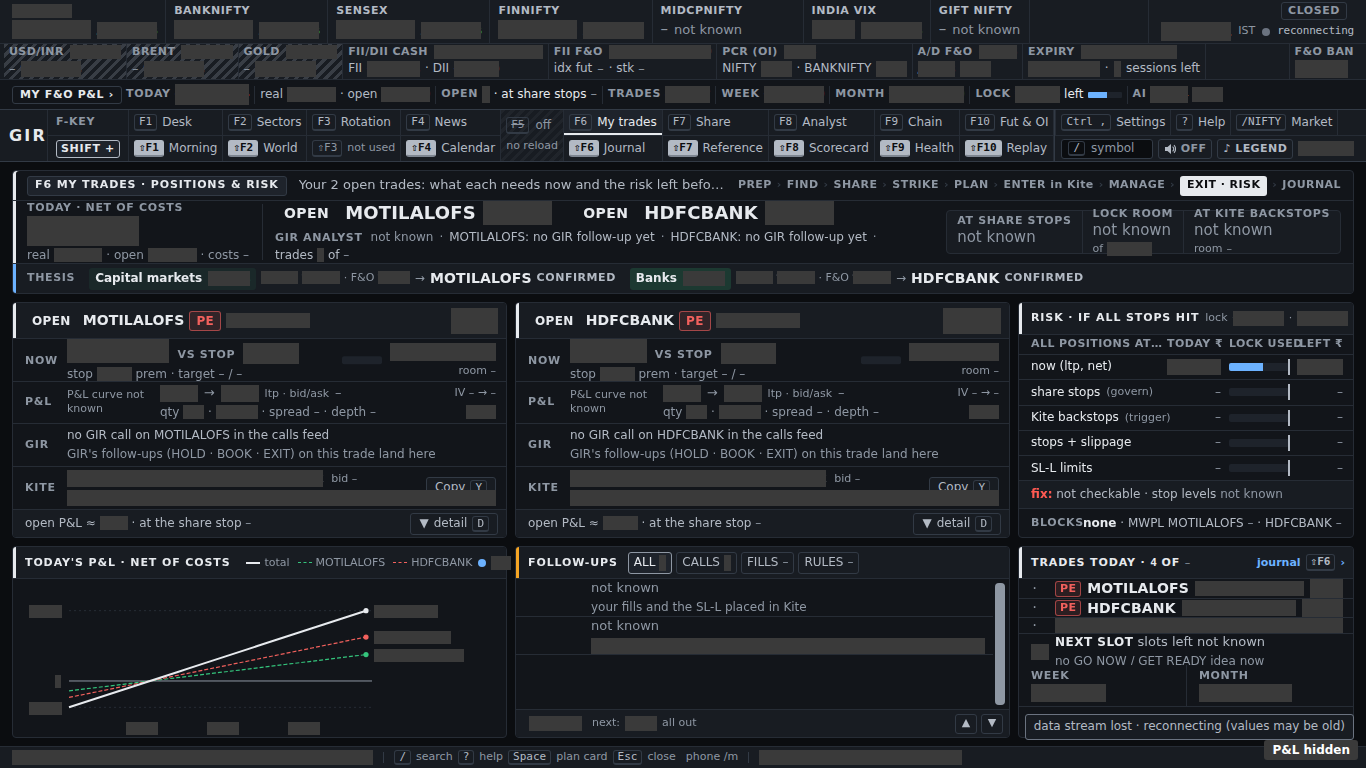 BANKNIFTY SENSEX FINNIFTY MIDCPNIFTY INDIA VIX GIFT NIFTY CLOSED
– not known – not known IST reconnecting
USD/INR BRENT GOLD FII/DII CASH FII F&O PCR (OI) A/D F&O EXPIRY F&O BAN
– – – FII · DII idx fut – · stk – NIFTY · BANKNIFTY · sessions left
MY F&O P&L › TODAY real · open OPEN · at share stops – TRADES WEEK MONTH LOCK left AI
GIR F-KEY F1 Desk F2 Sectors F3 Rotation F4 News F5 off F6 My trades F7 Share F8 Analyst F9 Chain F10 Fut & OI Ctrl , Settings ? Help /NIFTY Market
SHIFT + ⇧F1 Morning ⇧F2 World ⇧F3 not used ⇧F4 Calendar no reload ⇧F6 Journal ⇧F7 Reference ⇧F8 Scorecard ⇧F9 Health ⇧F10 Replay / symbol OFF ♪ LEGEND
F6 MY TRADES · POSITIONS & RISK Your 2 open trades: what each needs now and the risk left befo… PREP › FIND › SHARE › STRIKE › PLAN › ENTER in Kite › MANAGE › EXIT · RISK › JOURNAL
TODAY · NET OF COSTS OPEN MOTILALOFS OPEN HDFCBANK AT SHARE STOPS LOCK ROOM AT KITE BACKSTOPS
GIR ANALYST not known · MOTILALOFS: no GIR follow-up yet · HDFCBANK: no GIR follow-up yet · not known not known not known
real · open · costs – trades of – of room –
THESIS Capital markets · F&O → MOTILALOFS CONFIRMED Banks · F&O → HDFCBANK CONFIRMED
OPEN MOTILALOFS PE
NOW VS STOP
stop prem · target – / – room –
P&L P&L curve not known → ltp · bid/ask – IV – → –
qty · · spread – · depth –
GIR no GIR call on MOTILALOFS in the calls feed
GIR's follow-ups (HOLD · BOOK · EXIT) on this trade land here
KITE bid – Copy Y
open P&L ≈ · at the share stop – ▼ detail D
OPEN HDFCBANK PE
NOW VS STOP
stop prem · target – / – room –
P&L P&L curve not known → ltp · bid/ask – IV – → –
qty · · spread – · depth –
GIR no GIR call on HDFCBANK in the calls feed
GIR's follow-ups (HOLD · BOOK · EXIT) on this trade land here
KITE bid – Copy Y
open P&L ≈ · at the share stop – ▼ detail D
RISK · IF ALL STOPS HIT lock ·
ALL POSITIONS AT… TODAY ₹ LOCK USED LEFT ₹
now (ltp, net)
share stops (govern) – –
Kite backstops (trigger) – –
stops + slippage – –
SL-L limits – –
fix: not checkable · stop levels not known
BLOCKS none · MWPL MOTILALOFS – · HDFCBANK –
TODAY'S P&L · NET OF COSTS total MOTILALOFS HDFCBANK
FOLLOW-UPS ALL CALLS FILLS – RULES –
not known
your fills and the SL-L placed in Kite
not known
next: all out ▲ ▼
TRADES TODAY · 4 OF – journal ⇧F6 ›
· PE MOTILALOFS
· PE HDFCBANK
·
NEXT SLOT slots left not known
no GO NOW / GET READY idea now
WEEK MONTH
data stream lost · reconnecting (values may be old)
P&L hidden
/ search ? help Space plan card Esc close phone /m